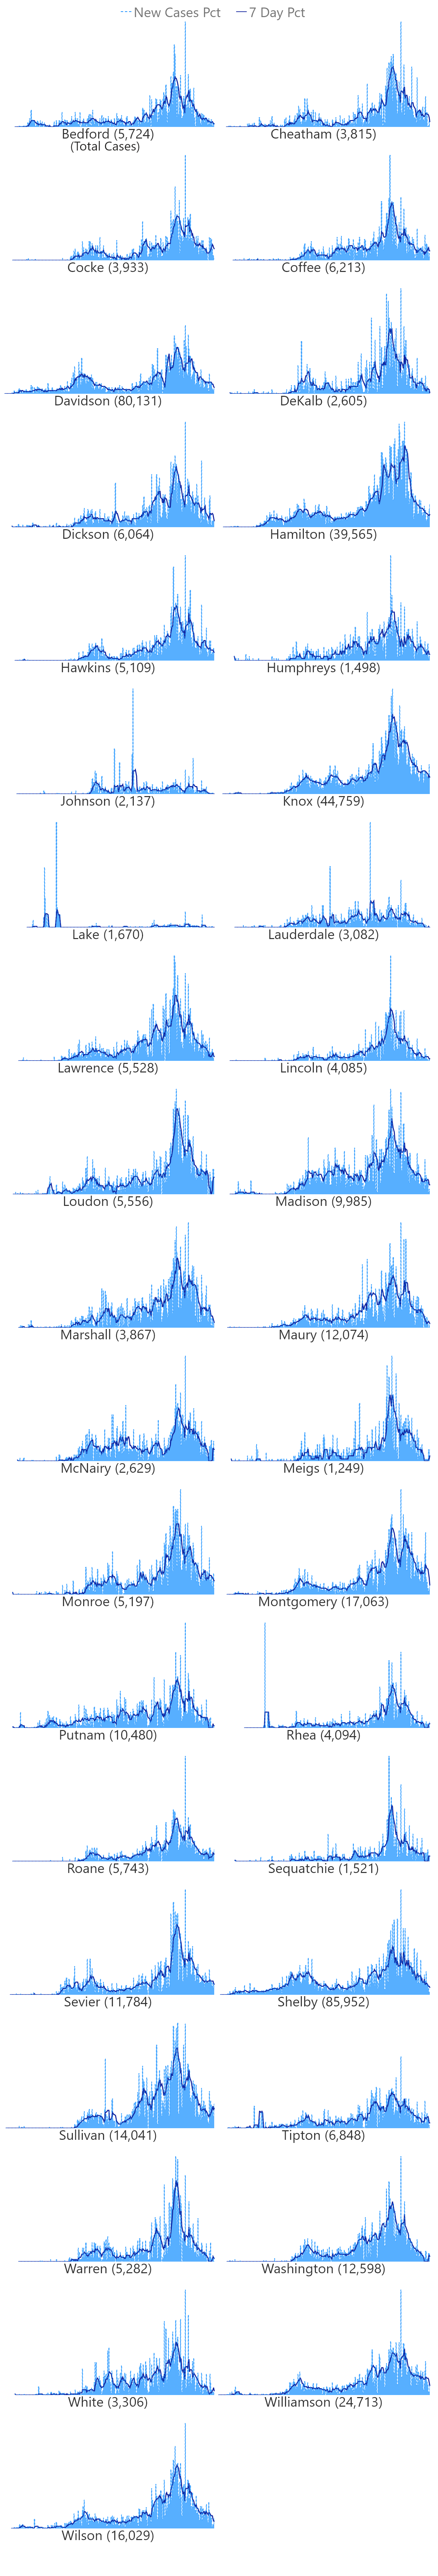 New Cases Pct 7 Day Pct
Bedford (5,724) Cheatham (3,815)
(Total Cases)
Cocke (3,933) Coffee (6,213)
Davidson (80,131) DeKalb (2,605)
Dickson (6,064) Hamilton (39,565)
Hawkins (5,109) Humphreys (1,498)
Johnson (2,137) Knox (44,759)
Lake (1,670) Lauderdale (3,082)
Lawrence (5,528) Lincoln (4,085)
Loudon (5,556) Madison (9,985)
Marshall (3,867) Maury (12,074)
McNairy (2,629) Meigs (1,249)
Monroe (5,197) Montgomery (17,063)
Putnam (10,480) Rhea (4,094)
Roane (5,743) Sequatchie (1,521)
Sevier (11,784) Shelby (85,952)
Sullivan (14,041) Tipton (6,848)
Warren (5,282) Washington (12,598)
White (3,306) Williamson (24,713)
Wilson (16,029)